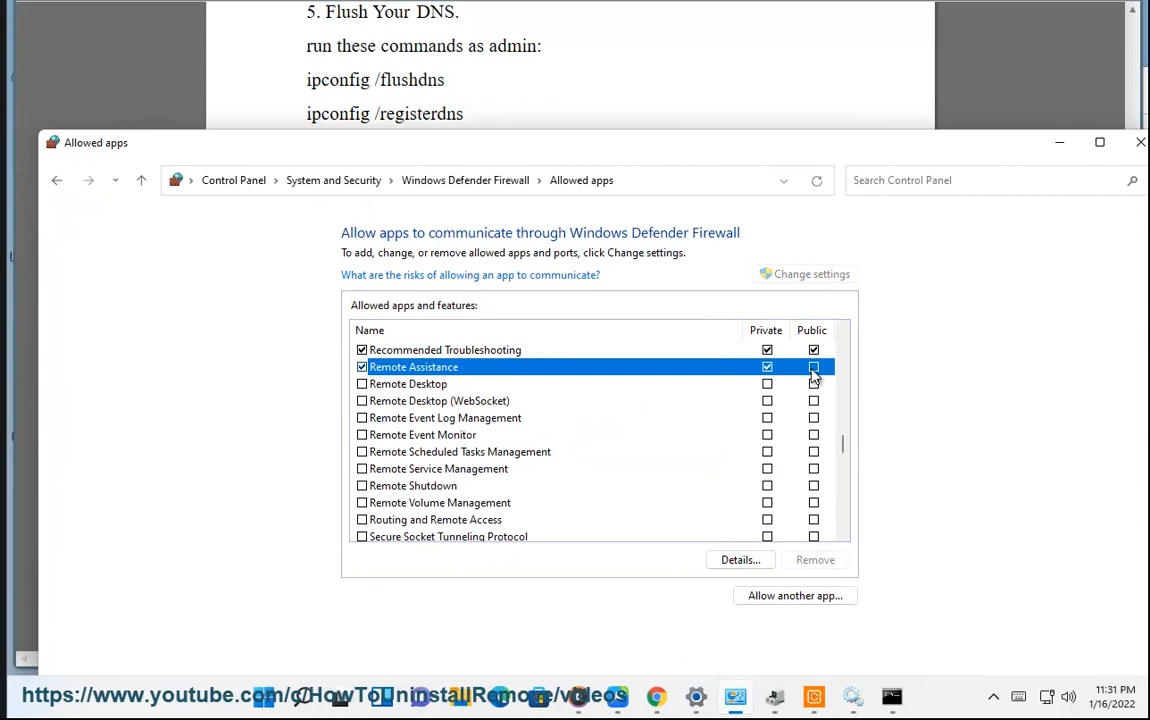 5. Flush Your DNS.
run these commands as admin:
ipconfig /flushdns
ipconfig /registerdns
Allowed apps
Control Panel > System and Security > Windows Defender Firewall > Allowed apps
Search Control Panel
Allow apps to communicate through Windows Defender Firewall
To add, change, or remove allowed apps and ports, click Change settings.
What are the risks of allowing an app to communicate?
Change settings
Allowed apps and features:
Name Private Public
Recommended Troubleshooting
Remote Assistance
Remote Desktop
Remote Desktop (WebSocket)
Remote Event Log Management
Remote Event Monitor
Remote Scheduled Tasks Management
Remote Service Management
Remote Shutdown
Remote Volume Management
Routing and Remote Access
Secure Socket Tunneling Protocol
Details... Remove
Allow another app...
https://www.youtube.com/c/HowToUninstallRemove/videos
11:31 PM
1/16/2022